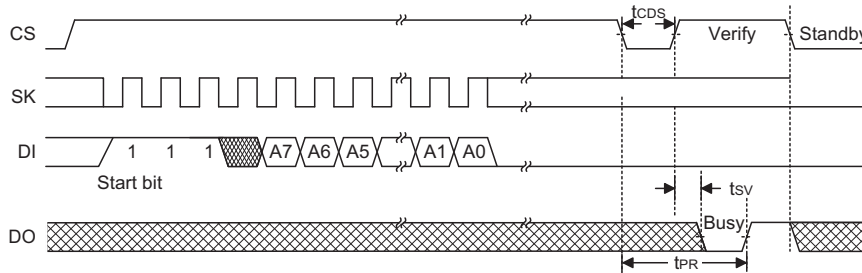 tCDS
CS Verify Standby
SK
DI 1 1 1 A7 A6 A5 A1 A0
Start bit
tSV
DO Busy
tPR